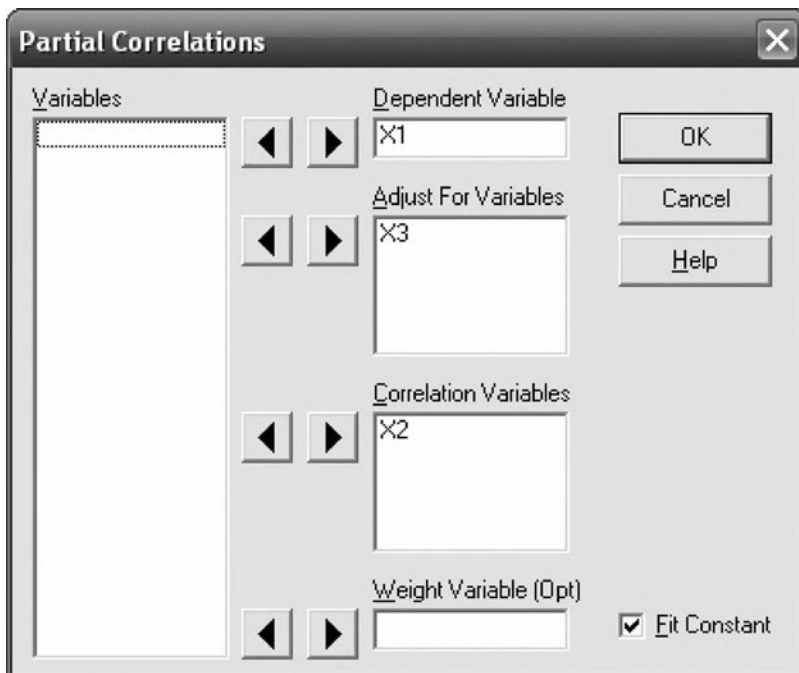 Partial Correlations
Variables
Dependent Variable
X1
OK
Adjust For Variables
X3
Cancel
Help
Correlation Variables
X2
Weight Variable (Opt)
Fit Constant